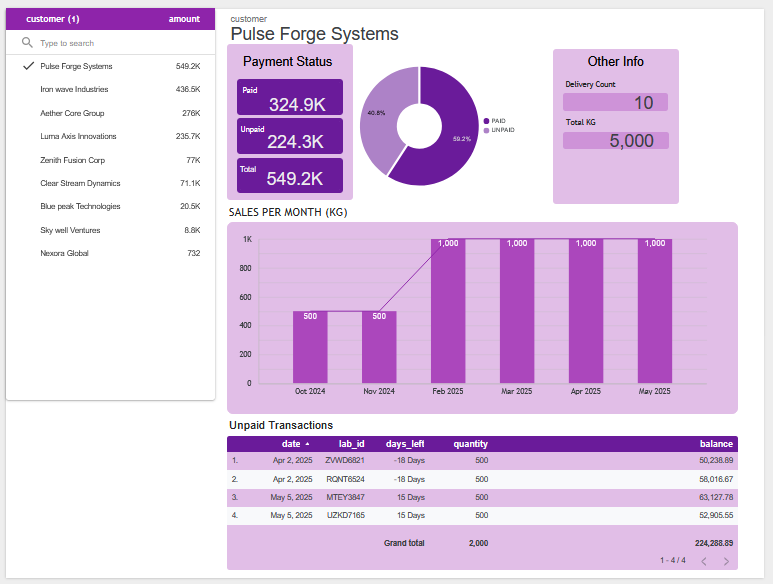 customer (1) amount
Type to search
Pulse Forge Systems 549.2K
Iron wave Industries 436.5K
Aether Core Group 276K
Luma Axis Innovations 235.7K
Zenith Fusion Corp 77K
Clear Stream Dynamics 71.1K
Blue peak Technologies 20.5K
Sky well Ventures 8.8K
Nexora Global 732
customer
Pulse Forge Systems
Payment Status
Paid
324.9K
Unpaid
224.3K
Total
549.2K
40.8%
59.2%
PAID
UNPAID
Other Info
Delivery Count
10
Total KG
5,000
SALES PER MONTH (KG)
1K
800
600
400
200
0
500 500 1,000 1,000 1,000 1,000
Oct 2024 Nov 2024 Feb 2025 Mar 2025 Apr 2025 May 2025
Unpaid Transactions
date lab_id days_left quantity balance
1. Apr 2, 2025 ZVWD6821 -18 Days 500 50,238.89
2. Apr 2, 2025 RQNT6524 -18 Days 500 58,016.67
3. May 5, 2025 MTEY3847 15 Days 500 63,127.78
4. May 5, 2025 UZKD7165 15 Days 500 52,905.55
Grand total 2,000 224,288.89
1 - 4 / 4